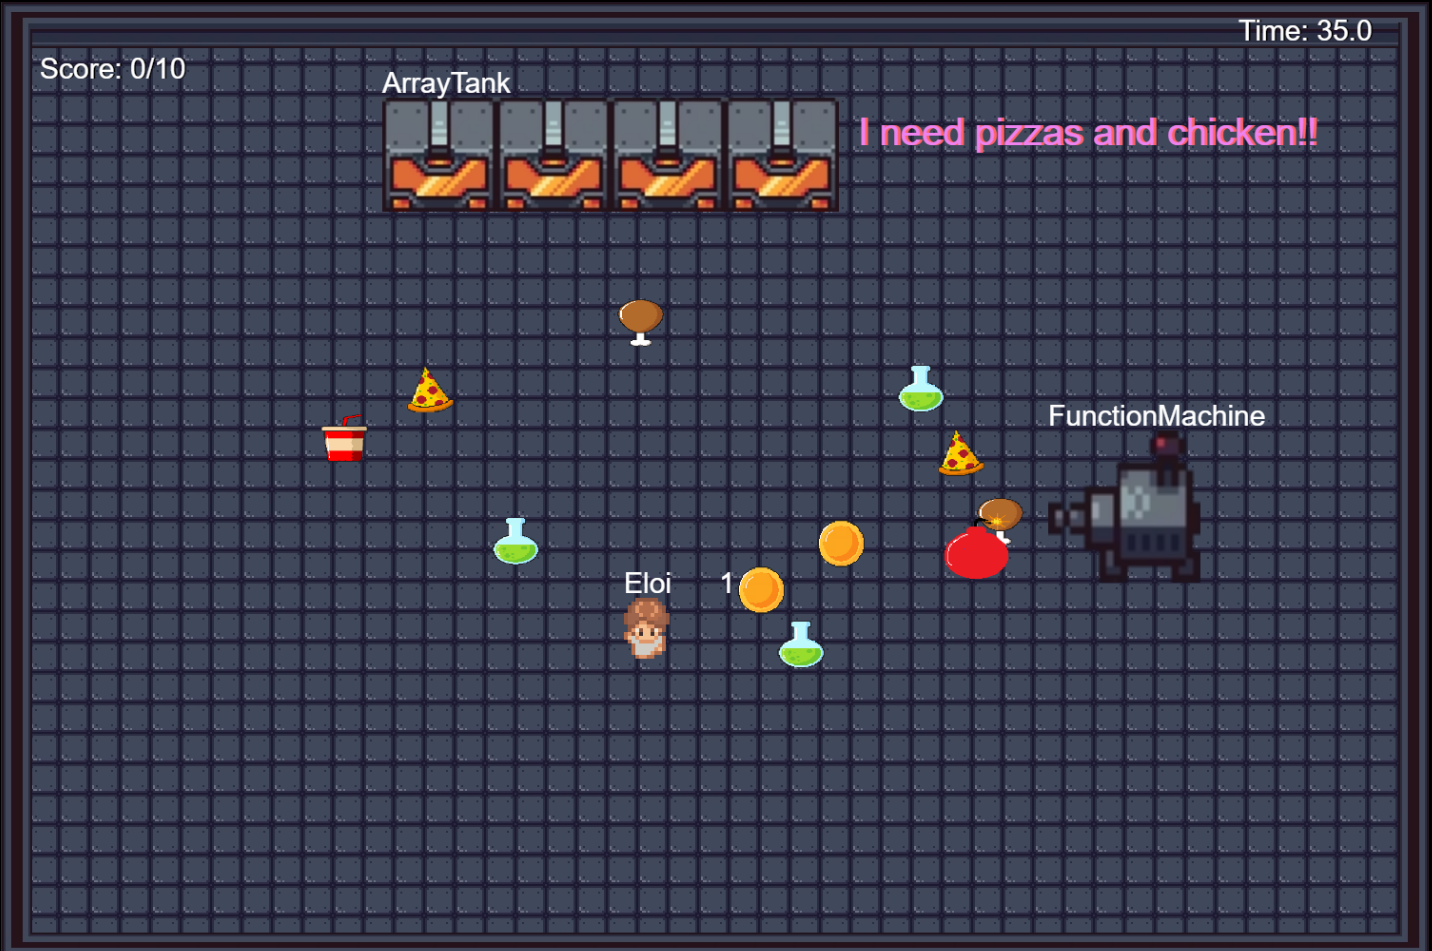 Time: 35.0
Score: 0/10
ArrayTank
I need pizzas and chicken!!
FunctionMachine
Eloi
1